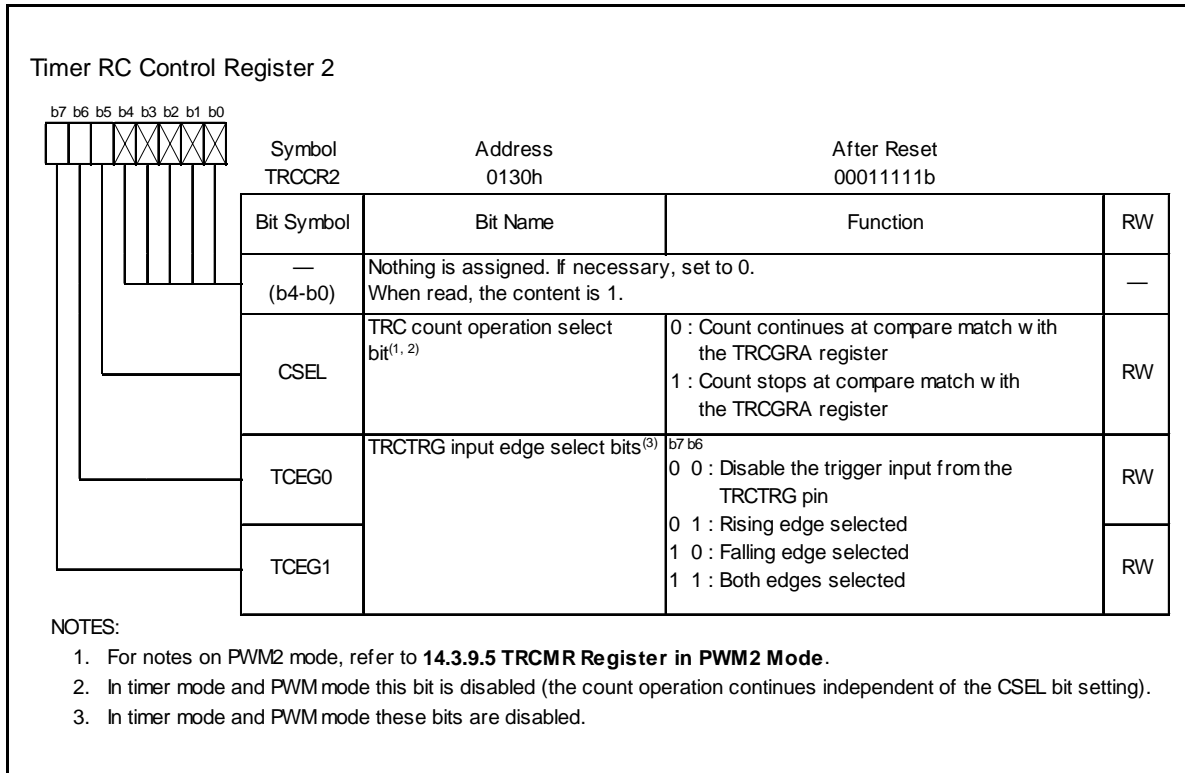 Timer RC Control Register 2
b7 b6 b5 b4 b3 b2 b1 b0
Symbol Address After Reset
TRCCR2 0130h 00011111b
Bit Symbol Bit Name Function RW
— Nothing is assigned. If necessary, set to 0. —
(b4-b0) When read, the content is 1.
CSEL TRC count operation select bit(1, 2) RW
0 : Count continues at compare match with
the TRCGRA register
1 : Count stops at compare match with
the TRCGRA register
TCEG0 TRCTRG input edge select bits(3) RW
b7 b6
0 0 : Disable the trigger input from the
TRCTRG pin
0 1 : Rising edge selected
1 0 : Falling edge selected
1 1 : Both edges selected
TCEG1 RW
NOTES:
1. For notes on PWM2 mode, refer to 14.3.9.5 TRCMR Register in PWM2 Mode.
2. In timer mode and PWM mode this bit is disabled (the count operation continues independent of the CSEL bit setting).
3. In timer mode and PWM mode these bits are disabled.